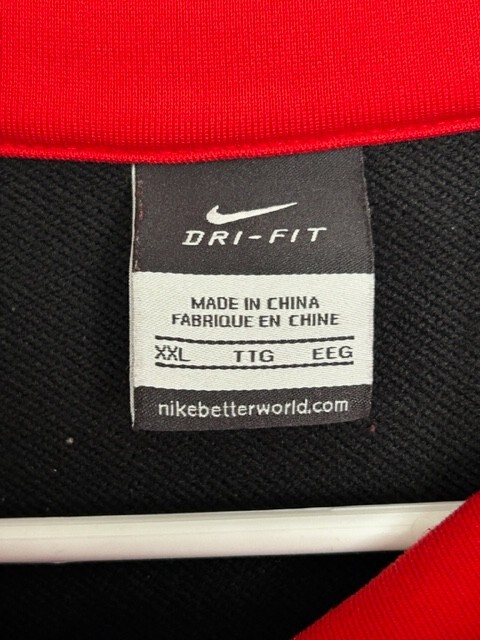 DRI-FIT
MADE IN CHINA
FABRIQUE EN CHINE
XXL TTG EEG
nikebetterworld.com